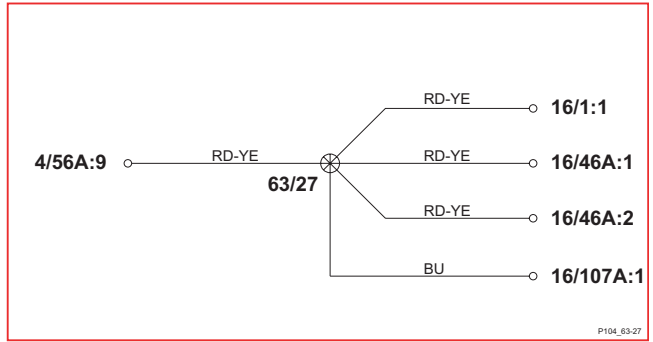 RD-YE 16/1:1
4/56A:9 RD-YE RD-YE 16/46A:1
63/27
RD-YE 16/46A:2
BU 16/107A:1
P104_63-27